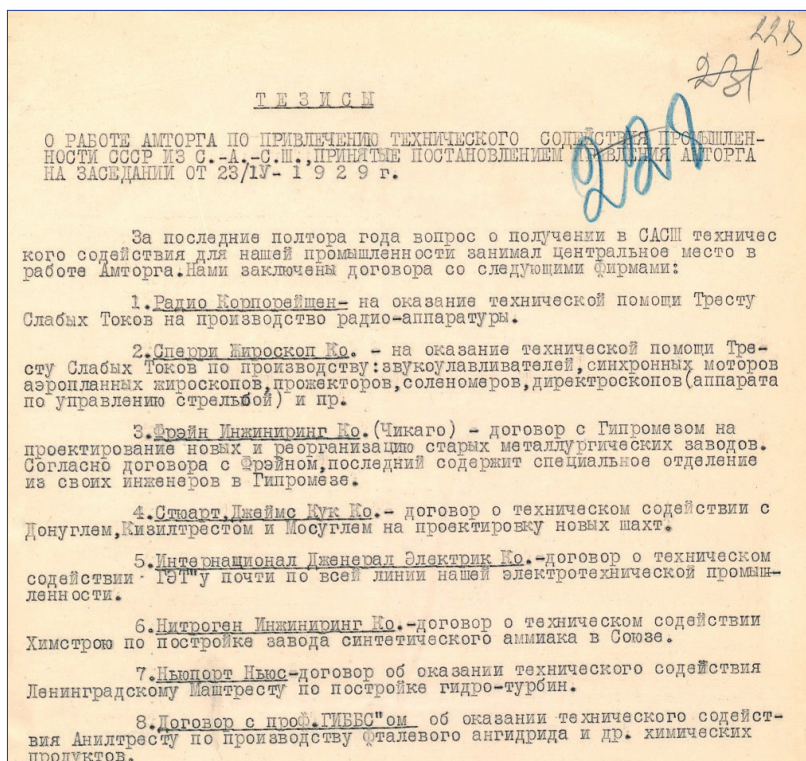 228
231
228
ТЕЗИСЫ
О РАБОТЕ АМТОРГА ПО ПРИВЛЕЧЕНИЮ ТЕХНИЧЕСКОГО СОДЕЙСТВИЯ ПРОМЫШЛЕН-
НОСТИ СССР ИЗ С.-А.-С.Ш., ПРИНЯТЫЕ ПОСТАНОВЛЕНИЕМ ПРАВЛЕНИЯ АМТОРГА
НА ЗАСЕДАНИИ ОТ 23/IУ- 1 9 2 9 г.
За последние полтора года вопрос о получении в САСШ техничес
кого содействия для нашей промышленности занимал центральное место в
работе Амторга.Нами заключены договора со следующими фирмами:
1.Радио Корпорейшен- на оказание технической помощи Тресту
Слабых Токов на производство радио-аппаратуры.
2.Сперри Жироскоп Ко. - на оказание технической помощи Тре-
сту Слабых Токов по производству:звукоулавливателей,синхронных моторов
аэропланных жироскопов,прожекторов,соленомеров,директроскопов(аппарата
по управлению стрельбой) и пр.
3.Фрэйн Инжиниринг Ко.(Чикаго) - договор с Гипромезом на
проектирование новых и реорганизацию старых металлургических заводов.
Согласно договора с Фрэйном,последний содержит специальное отделение
из своих инженеров в Гипромезе.
4.Стюарт,Джеймс Кук Ко.- договор о техническом содействии с
Донуглем,Кизилтрестом и Мосуглем на проектировку новых шахт.
5.Интернационал Дженерал Электрик Ко.-договор о техническом
содействии ГЭТ"у почти по всей линии нашей электротехнической промыш-
ленности.
6.Нитроген Инжиниринг Ко.-договор о техническом содействии
Химстрою по постройке завода синтетического аммиака в Союзе.
7.Ньюпорт Ньюс-договор об оказании технического содействия
Ленинградскому Маштресту по постройке гидро-турбин.
8.Договор с проф.ГИББС"ом об оказании технического содейст-
вия Анилтресту по производству фталевого ангидрида и др. химических
продуктов.